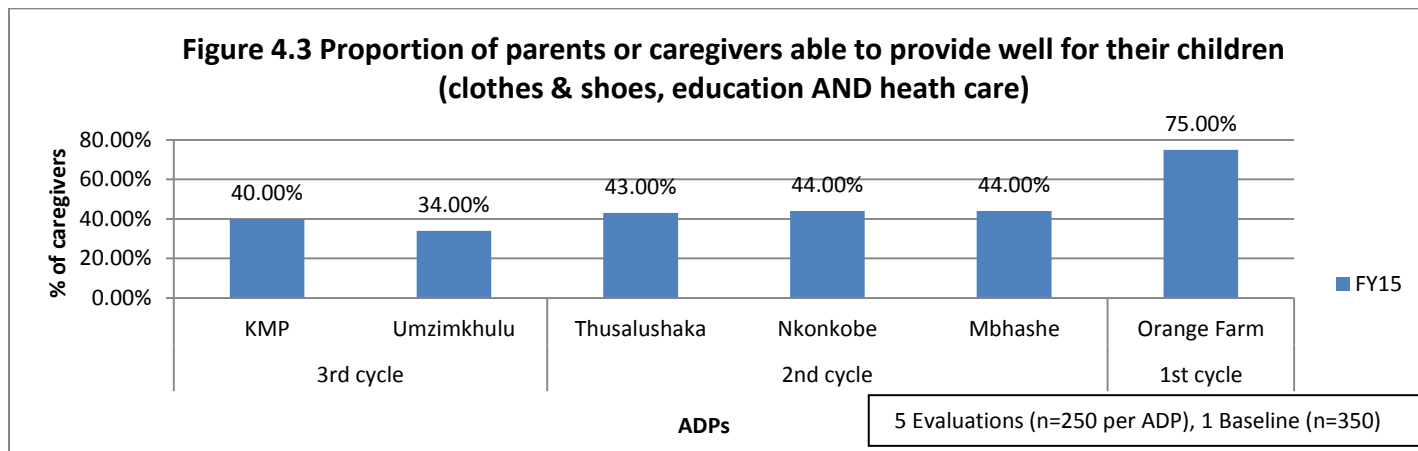 Figure 4.3 Proportion of parents or caregivers able to provide well for their children
(clothes & shoes, education AND heath care)
% of caregivers
80.00%
60.00%
40.00%
20.00%
0.00%
40.00%
34.00%
43.00%
44.00%
44.00%
75.00%
FY15
KMP
Umzimkhulu
Thusalushaka
Nkonkobe
Mbhashe
Orange Farm
3rd cycle
2nd cycle
1st cycle
ADPs
5 Evaluations (n=250 per ADP), 1 Baseline (n=350)